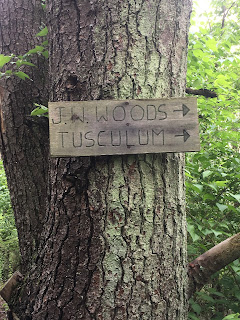 J.W. WOODS →
TUSCULUM →